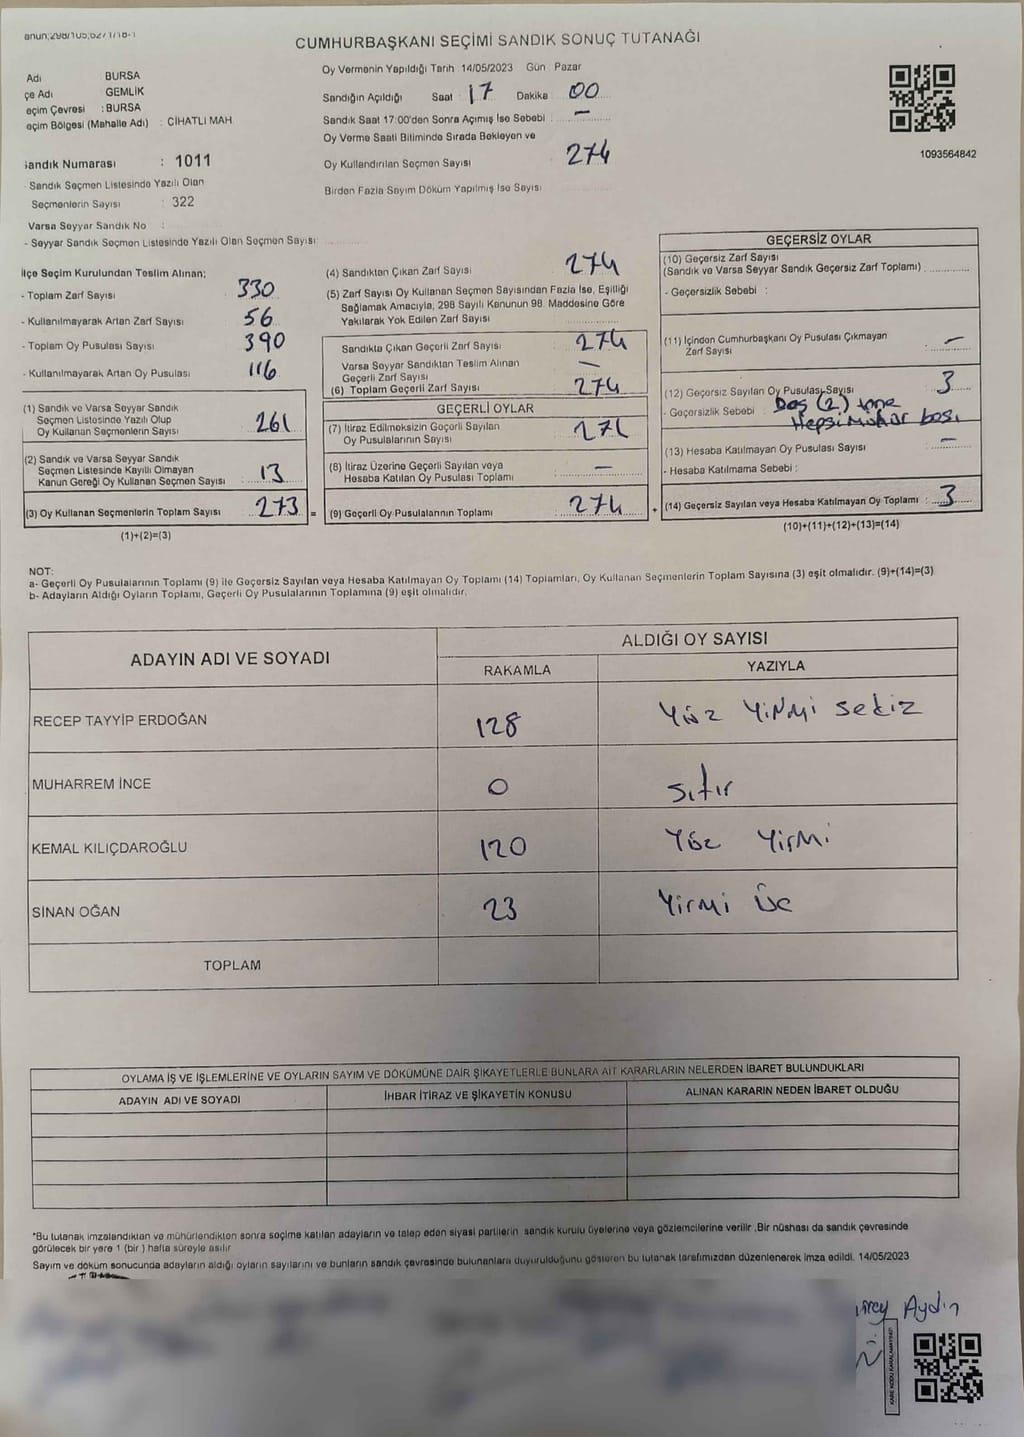 CUMHURBAŞKANI SEÇİMİ SANDIK SONUÇ TUTANAĞI
Adı BURSA
çe Adı GEMLİK
eçim Çevresi : BURSA
eçim Bölgesi (Mahalle Adı) : CİHATLI MAH.
Oy Vermenin Yapıldığı Tarih 14/05/2023 Gün Pazar
Sandığın Açıldığı Saat : 17 Dakika 00
Sandık Saat 17:00'den Sonra Açımış İse Sebebi : —
Oy Verme Saati Bitiminde Sırada Bekleyen ve
Oy Kullandırılan Seçmen Sayısı 274
Birden Fazla Sayım Döküm Yapılmış İse Sayısı
1093564842
Sandık Numarası : 1011
- Sandık Seçmen Listesinde Yazılı Olan
Seçmenlerin Sayısı : 322
Varsa Seyyar Sandık No :
- Seyyar Sandık Seçmen Listesinde Yazılı Olan Seçmen Sayısı:
İlçe Seçim Kurulundan Teslim Alınan;
- Toplam Zarf Sayısı 330
- Kullanılmayarak Artan Zarf Sayısı 56
- Toplam Oy Pusulası Sayısı 390
- Kullanılmayarak Artan Oy Pusulası 116
(1) Sandık ve Varsa Seyyar Sandık
Seçmen Listesinde Yazılı Olup
Oy Kullanan Seçmenlerin Sayısı 261
(2) Sandık ve Varsa Seyyar Sandık
Seçmen Listesinde Kayıtlı Olmayan
Kanun Gereği Oy Kullanan Seçmen Sayısı 13
(3) Oy Kullanan Seçmenlerin Toplam Sayısı 273 =
(1)+(2)=(3)
(4) Sandıktan Çıkan Zarf Sayısı 274
(5) Zarf Sayısı Oy Kullanan Seçmen Sayısından Fazla İse, Eşitliği
Sağlamak Amacıyla, 298 Sayılı Kanunun 98. Maddesine Göre
Yakılarak Yok Edilen Zarf Sayısı
Sandıkta Çıkan Geçerli Zarf Sayısı 274
Varsa Seyyar Sandıktan Teslim Alınan
Geçerli Zarf Sayısı —
(6) Toplam Geçerli Zarf Sayısı 274
GEÇERLİ OYLAR
(7) İtiraz Edilmeksizin Geçerli Sayılan
Oy Pusulalarının Sayısı 271
(8) İtiraz Üzerine Geçerli Sayılan veya
Hesaba Katılan Oy Pusulası Toplamı —
(9) Geçerli Oy Pusulalarının Toplamı 274 +
GEÇERSİZ OYLAR
(10) Geçersiz Zarf Sayısı
(Sandık ve Varsa Seyyar Sandık Geçersiz Zarf Toplamı) :
- Geçersizlik Sebebi :
(11) İçinden Cumhurbaşkanı Oy Pusulası Çıkmayan
Zarf Sayısı —
(12) Geçersiz Sayılan Oy Pusulası Sayısı 3
- Geçersizlik Sebebi : Boş (2) tane
(13) Hesaba Katılmayan Oy Pusulası Sayısı —
- Hesaba Katılmama Sebebi :
(14) Geçersiz Sayılan veya Hesaba Katılmayan Oy Toplamı : 3
(10)+(11)+(12)+(13)=(14)
NOT:
a- Geçerli Oy Pusulalarının Toplamı (9) ile Geçersiz Sayılan veya Hesaba Katılmayan Oy Toplamı (14) Toplamları, Oy Kullanan Seçmenlerin Toplam Sayısına (3) eşit olmalıdır. (9)+(14)=(3)
b- Adayların Aldığı Oyların Toplamı, Geçerli Oy Pusulalarının Toplamına (9) eşit olmalıdır.
ADAYIN ADI VE SOYADI
ALDIĞI OY SAYISI
RAKAMLA YAZIYLA
RECEP TAYYİP ERDOĞAN 128 Yüz Yirmi sekiz
MUHARREM İNCE 0 sıfır
KEMAL KILIÇDAROĞLU 120 Yüz Yirmi
SİNAN OĞAN 23 Yirmi üç
TOPLAM
OYLAMA İŞ VE İŞLEMLERİNE VE OYLARIN SAYIM VE DÖKÜMÜNE DAİR ŞİKAYETLERLE BUNLARA AİT KARARLARIN NELERDEN İBARET BULUNDUKLARI
ADAYIN ADI VE SOYADI İHBAR İTİRAZ VE ŞİKAYETİN KONUSU ALINAN KARARIN NEDEN İBARET OLDUĞU
*Bu tutanak imzalandıktan ve mühürlendikten sonra seçime katılan adayların ve talep eden siyasi partilerin sandık kurulu üyelerine veya gözlemcilerine verilir .Bir nüshası da sandık çevresinde
görülecek bir yere 1 (bir) hafta süreyle asılır
Sayım ve döküm sonucunda adayların aldığı oyların sayılarını ve bunların sandık çevresinde bulunanlara duyurulduğunu gösteren bu tutanak tarafımızdan düzenlenerek imza edildi. 14/05/2023
Aydın
KARE KODU KARALAMAYINIZ!